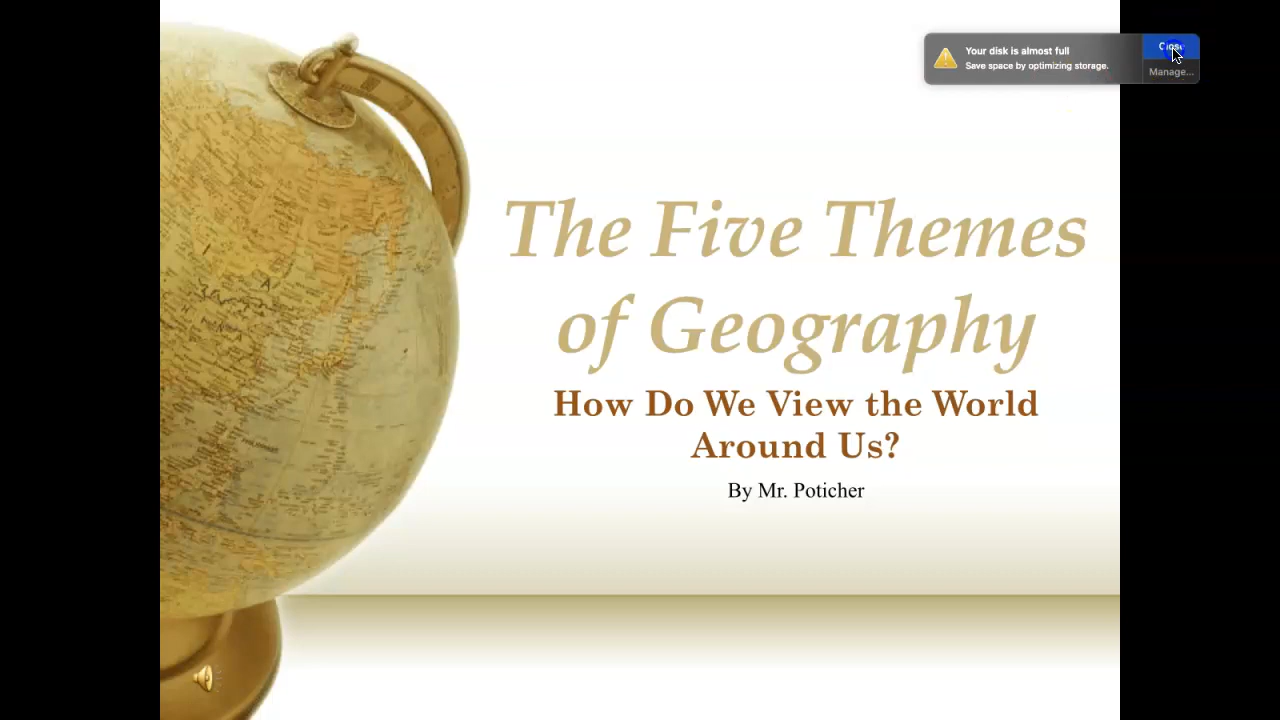 Your disk is almost full
Close
Save space by optimizing storage.
Manage...
The Five Themes
of Geography
How Do We View the World
Around Us?
By Mr. Poticher